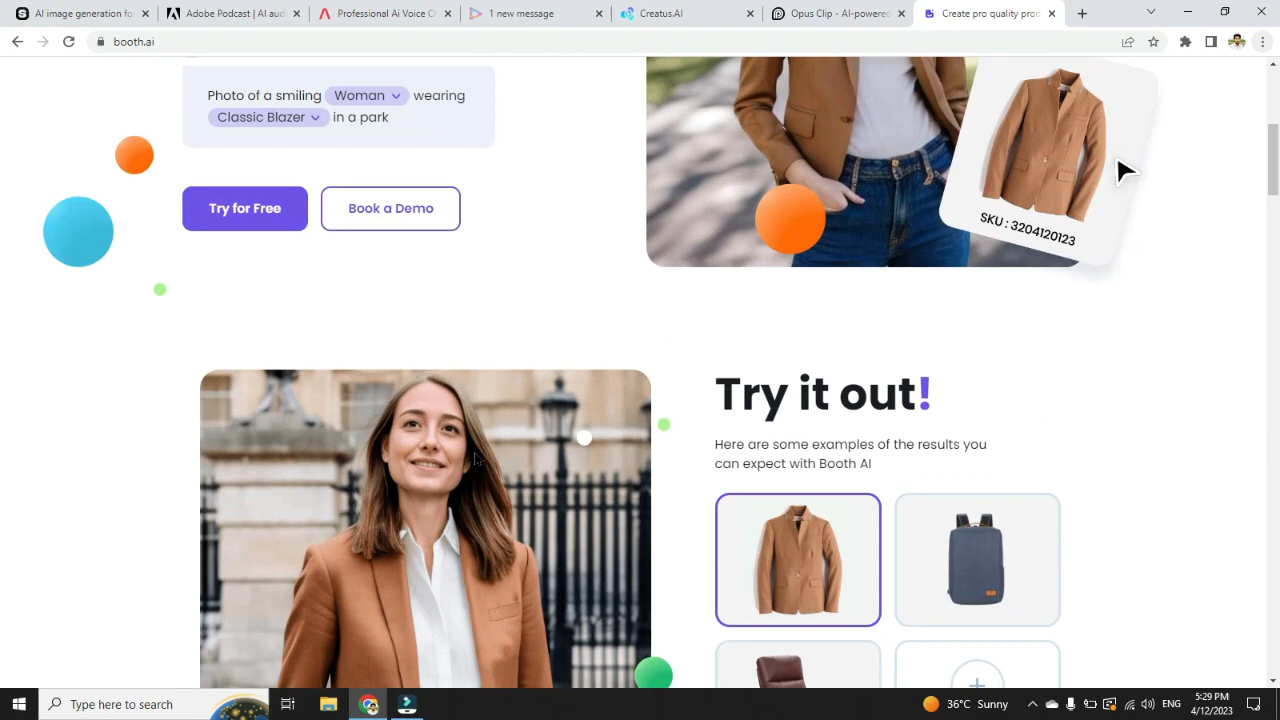 AI image generation fo
Adobe Podcast | AI aud
Professional Ai Voice Cl
1 new message
Creatus.AI
Opus Clip - AI-powered
Create pro quality prod
booth.ai
Photo of a smiling Woman wearing
Classic Blazer in a park
Try for Free
Book a Demo
SKU : 3204120123
Try it out!
Here are some examples of the results you
can expect with Booth AI
Type here to search
36°C Sunny
ENG
5:29 PM
4/12/2023